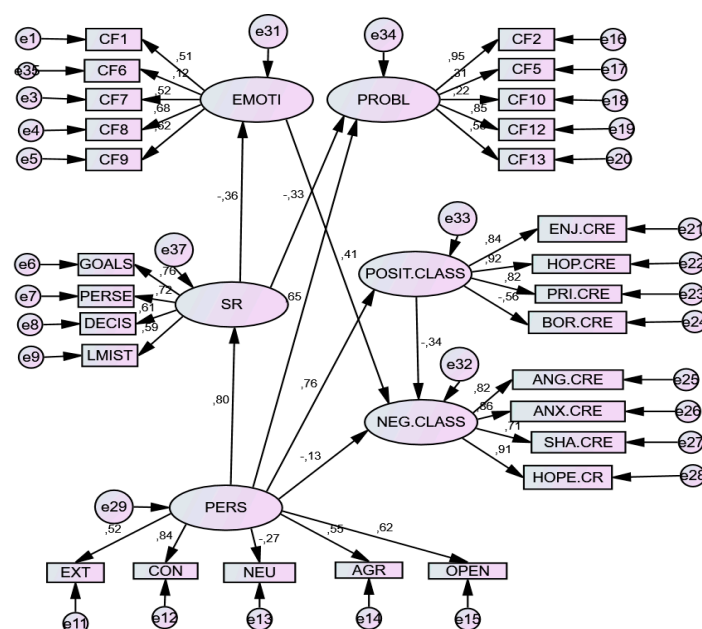 e1
CF1
,51
e31
e34
,95
CF2
e16
e35
CF6
,12
,31
CF5
e17
e3
CF7
,52
EMOTI
PROBL
,22
CF10
e18
e4
CF8
,68
,85
CF12
e19
e5
CF9
,62
CF13
e20
-,36
-,33
e33
,84
ENJ.CRE
e21
e6
GOALS
,76
e37
,41
,92
HOP.CRE
e22
e7
PERSE
,72
SR
POSIT.CLASS
,82
PRI.CRE
e23
e8
DECIS
,61
65
-,56
BOR.CRE
e24
e9
LMIST
,59
-,34
e32
,82
ANG.CRE
e25
,80
,76
,86
ANX.CRE
e26
NEG.CLASS
,71
SHA.CRE
e27
-,13
,91
HOPE.CR
e28
e29
PERS
,52
,84
-,27
,55
,62
EXT
CON
NEU
AGR
OPEN
e11
e12
e13
e14
e15